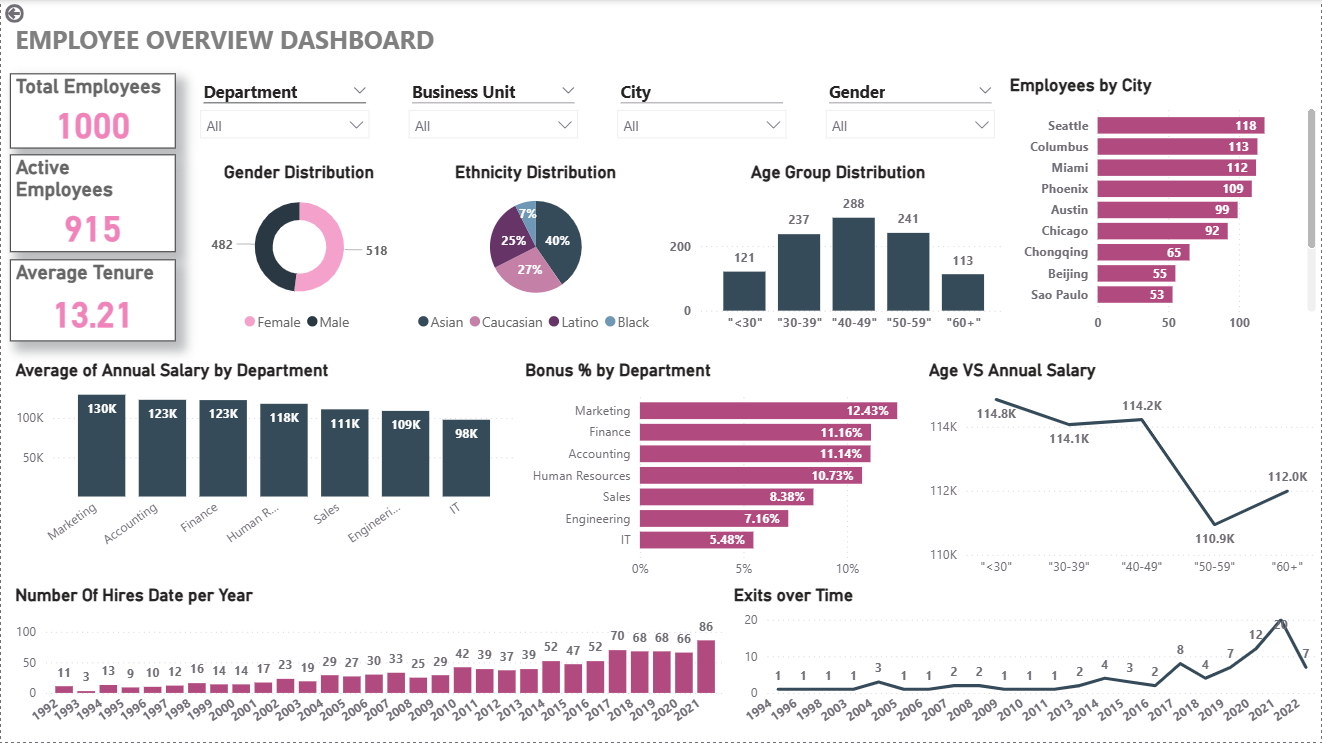 EMPLOYEE OVERVIEW DASHBOARD
Total Employees
1000
Active
Employees
915
Average Tenure
13.21
Department
All
Business Unit
All
City
All
Gender
All
Gender Distribution
482
518
Female Male
Ethnicity Distribution
7%
40%
25%
27%
Asian Caucasian Latino Black
Age Group Distribution
200
0
121 237 288 241 113
"<30" "30-39" "40-49" "50-59" "60+"
Employees by City
Seattle 118
Columbus 113
Miami 112
Phoenix 109
Austin 99
Chicago 92
Chongqing 65
Beijing 55
Sao Paulo 53
0 50 100
Average of Annual Salary by Department
100K
50K
130K 123K 123K 118K 111K 109K 98K
Marketing Accounting Finance Human R... Sales Engineeri... IT
Bonus % by Department
Marketing 12.43%
Finance 11.16%
Accounting 11.14%
Human Resources 10.73%
Sales 8.38%
Engineering 7.16%
IT 5.48%
0% 5% 10%
Age VS Annual Salary
114K
112K
110K
114.8K 114.1K 114.2K 110.9K 112.0K
"<30" "30-39" "40-49" "50-59" "60+"
Number Of Hires Date per Year
100
50
0
11 3 13 9 10 12 16 14 14 17 23 19 29 27 30 33 25 29 42 39 37 39 52 47 52 70 68 68 66 86
1992 1993 1994 1995 1996 1997 1998 1999 2000 2001 2002 2003 2004 2005 2006 2007 2008 2009 2010 2011 2012 2013 2014 2015 2016 2017 2018 2019 2020 2021
Exits over Time
20
10
0
1 1 1 1 3 1 1 2 2 1 1 1 2 4 3 2 8 4 7 12 20 7
1994 1996 1998 2003 2004 2005 2006 2007 2008 2009 2010 2011 2012 2013 2014 2015 2016 2017 2018 2019 2020 2021 2022